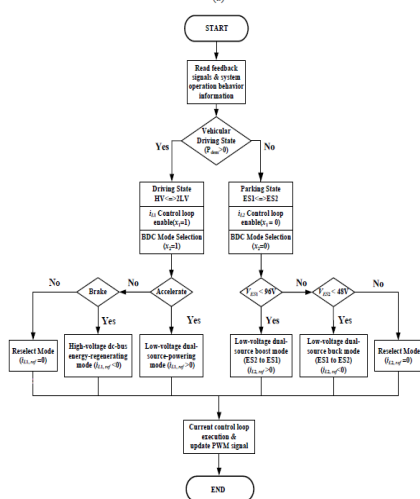 START
Read feedback
signals & system
operation behavior
information
Vehicular
Driving State
(Pdem>0)
Yes
No
Driving State
HV<=>2LV
iL1 Control loop
enable(x1=1)
BDC Mode Selection
(x2=1)
Parking State
ES1<=>ES2
iL2 Control loop
enable(x1 = 0)
BDC Mode Selection
(x2=0)
No
Brake
No
Accelerate
VES1 < 96V
No
VES2 < 48V
No
Yes
Yes
Yes
Yes
Reselect Mode
(iL1,ref =0)
High-voltage dc-bus
energy-regenerating
mode (iL1,ref <0)
Low-voltage dual-
source-powering
mode (iL1,ref >0)
Low-voltage dual-
source boost mode
(ES2 to ES1)
(iL2,ref >0)
Low-voltage dual-
source buck mode
(ES1 to ES2)
(iL2,ref<0)
Reselect Mode
(iL2,ref =0)
Current control loop
execution &
update PWM signal
END